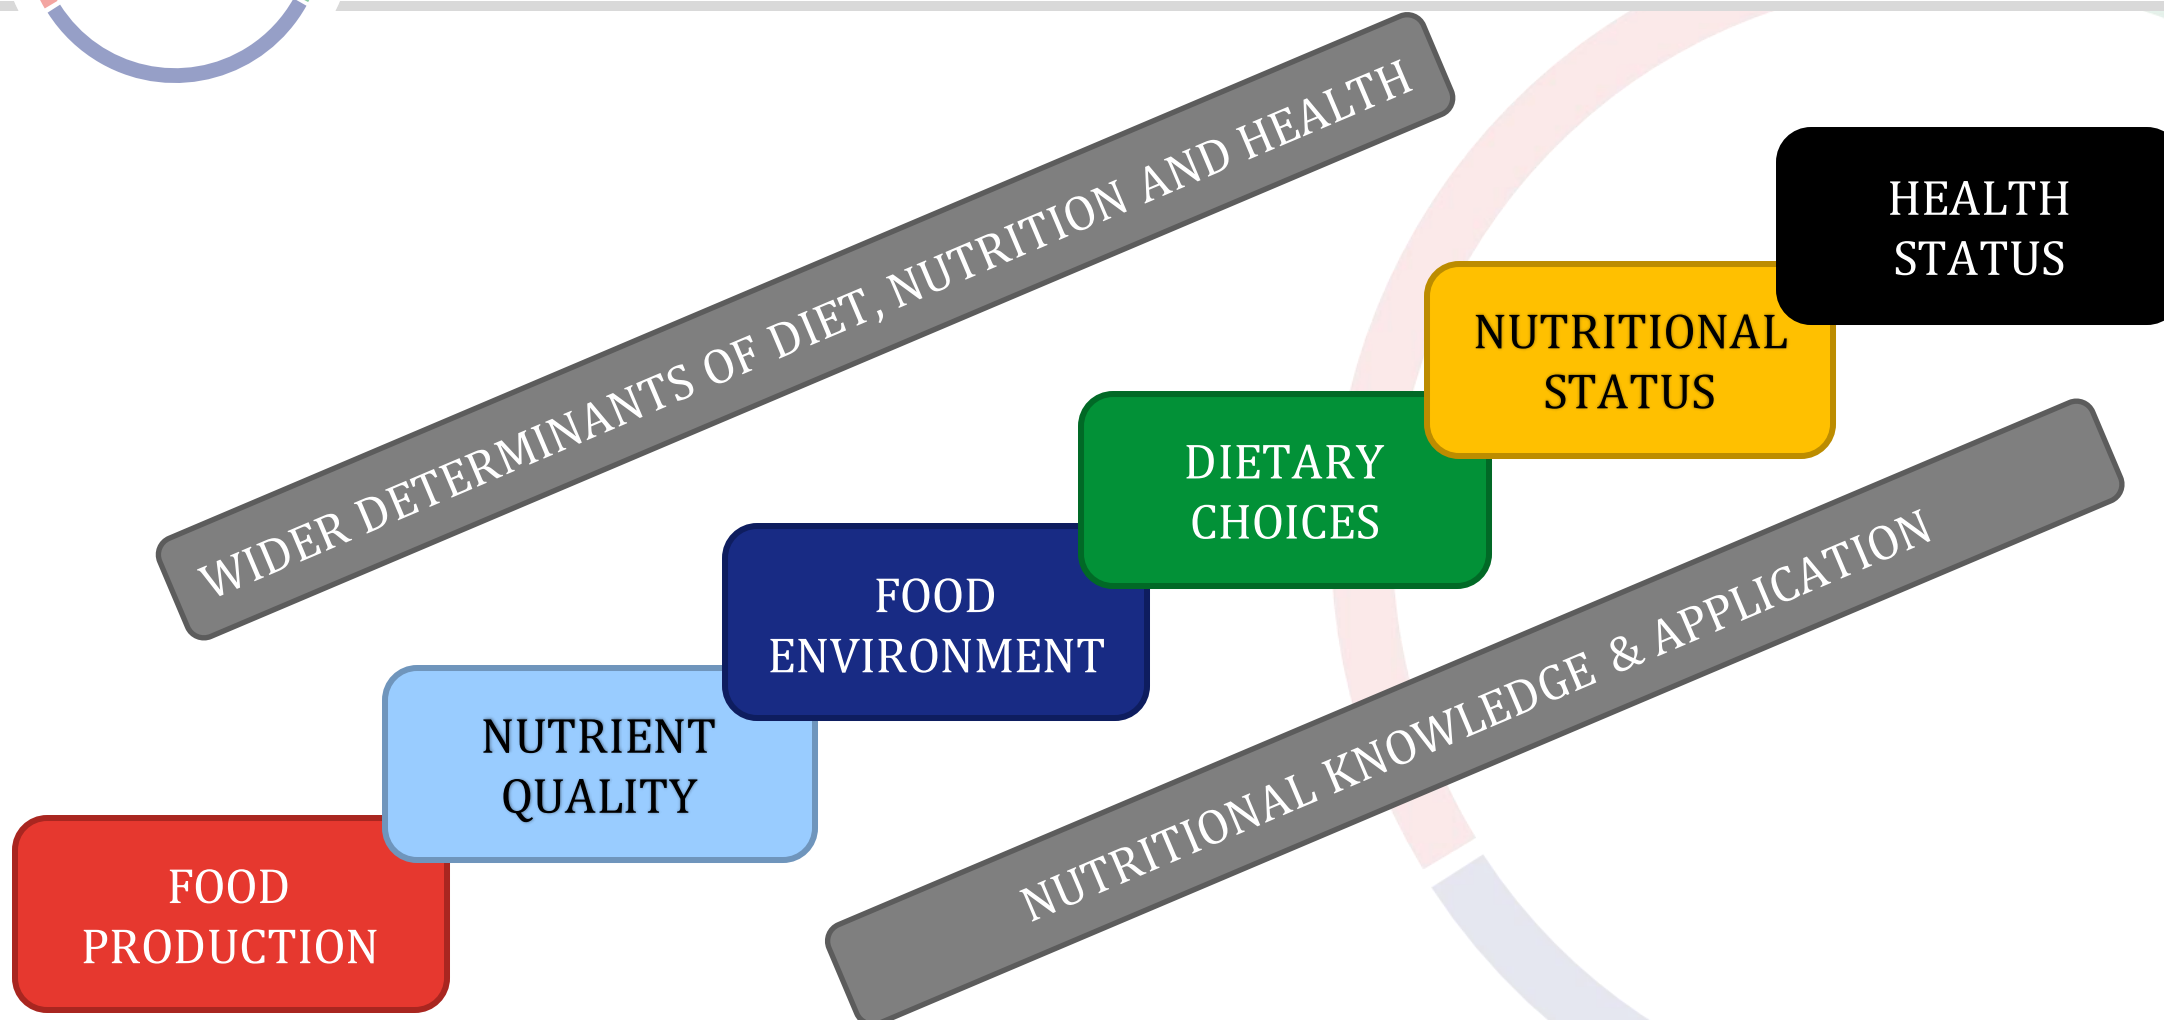 WIDER DETERMINANTS OF DIET, NUTRITION AND HEALTH
HEALTH
STATUS
NUTRITIONAL
STATUS
DIETARY
CHOICES
FOOD
ENVIRONMENT
NUTRIENT
QUALITY
FOOD
PRODUCTION
NUTRITIONAL KNOWLEDGE & APPLICATION